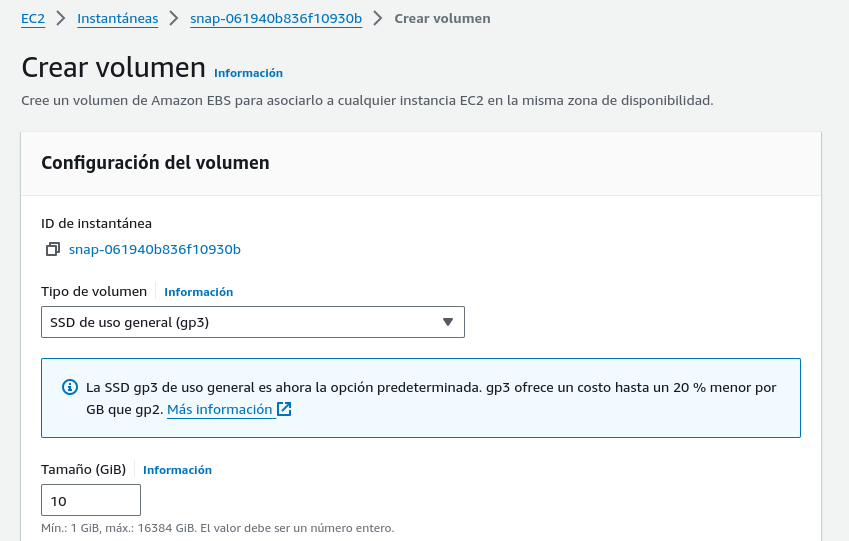 EC2 > Instantáneas > snap-061940b836f10930b > Crear volumen
Crear volumen Información
Cree un volumen de Amazon EBS para asociarlo a cualquier instancia EC2 en la misma zona de disponibilidad.
Configuración del volumen
ID de instantánea
snap-061940b836f10930b
Tipo de volumen Información
SSD de uso general (gp3)
La SSD gp3 de uso general es ahora la opción predeterminada. gp3 ofrece un costo hasta un 20 % menor por
GB que gp2. Más información
Tamaño (GiB) Información
10
Mín.: 1 GiB, máx.: 16384 GiB. El valor debe ser un número entero.